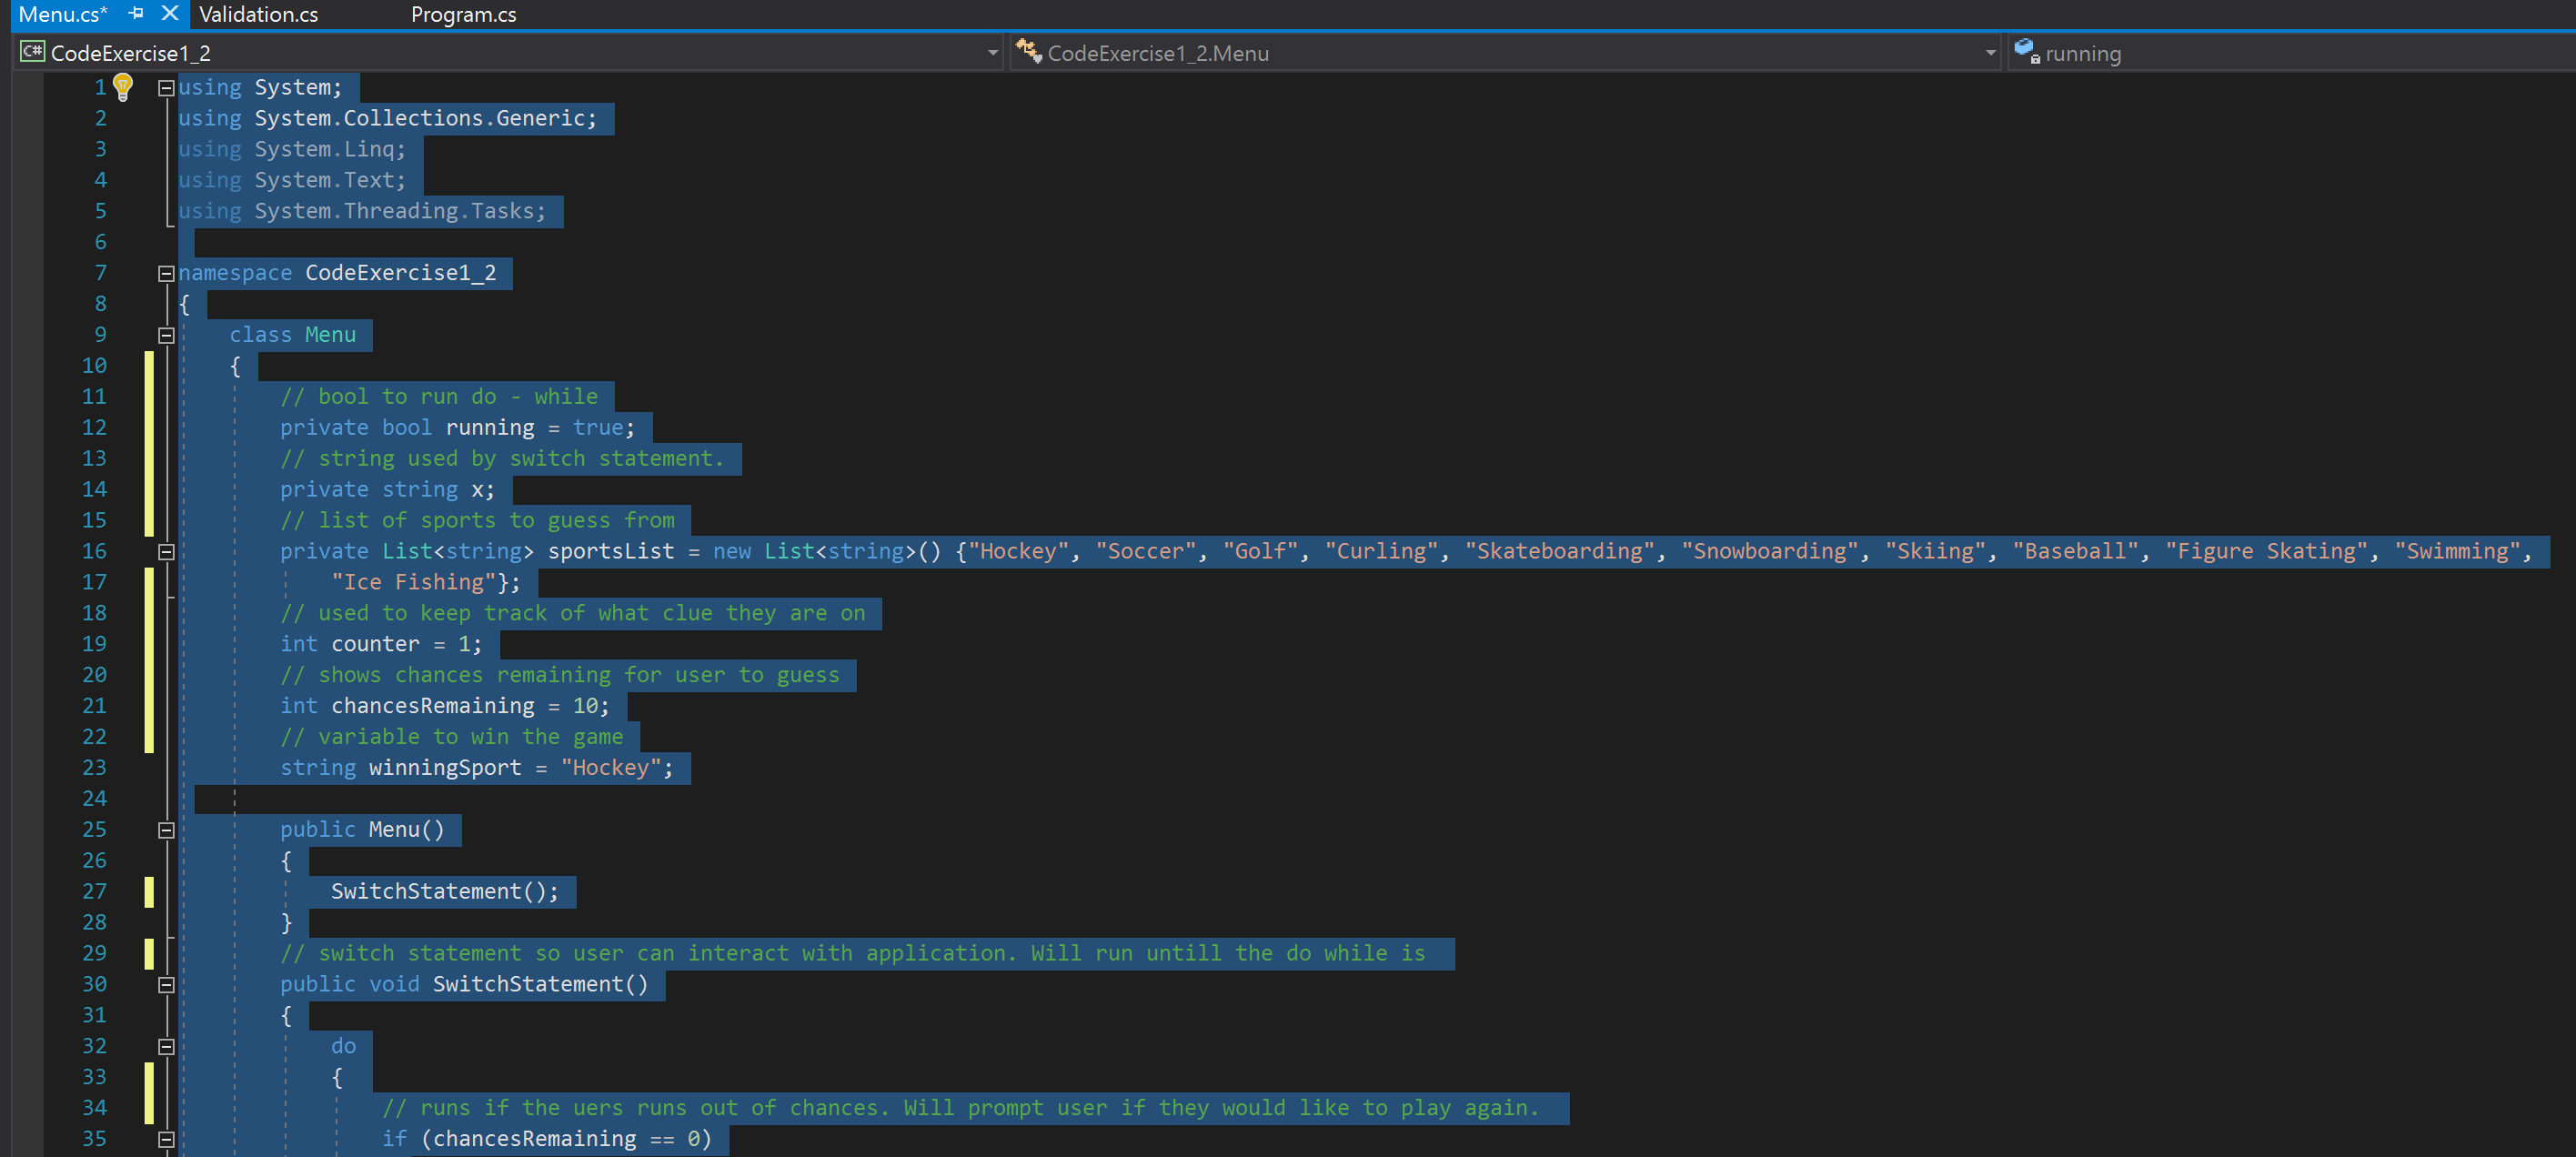 Menu.cs* Validation.cs Program.cs
C# CodeExercise1_2 CodeExercise1_2.Menu running
1 using System;
2 using System.Collections.Generic;
3 using System.Linq;
4 using System.Text;
5 using System.Threading.Tasks;
6
7 namespace CodeExercise1_2
8 {
9 class Menu
10 {
11 // bool to run do - while
12 private bool running = true;
13 // string used by switch statement.
14 private string x;
15 // list of sports to guess from
16 private List<string> sportsList = new List<string>() {"Hockey", "Soccer", "Golf", "Curling", "Skateboarding", "Snowboarding", "Skiing", "Baseball", "Figure Skating", "Swimming",
17 "Ice Fishing"};
18 // used to keep track of what clue they are on
19 int counter = 1;
20 // shows chances remaining for user to guess
21 int chancesRemaining = 10;
22 // variable to win the game
23 string winningSport = "Hockey";
24
25 public Menu()
26 {
27 SwitchStatement();
28 }
29 // switch statement so user can interact with application. Will run untill the do while is
30 public void SwitchStatement()
31 {
32 do
33 {
34 // runs if the uers runs out of chances. Will prompt user if they would like to play again.
35 if (chancesRemaining == 0)